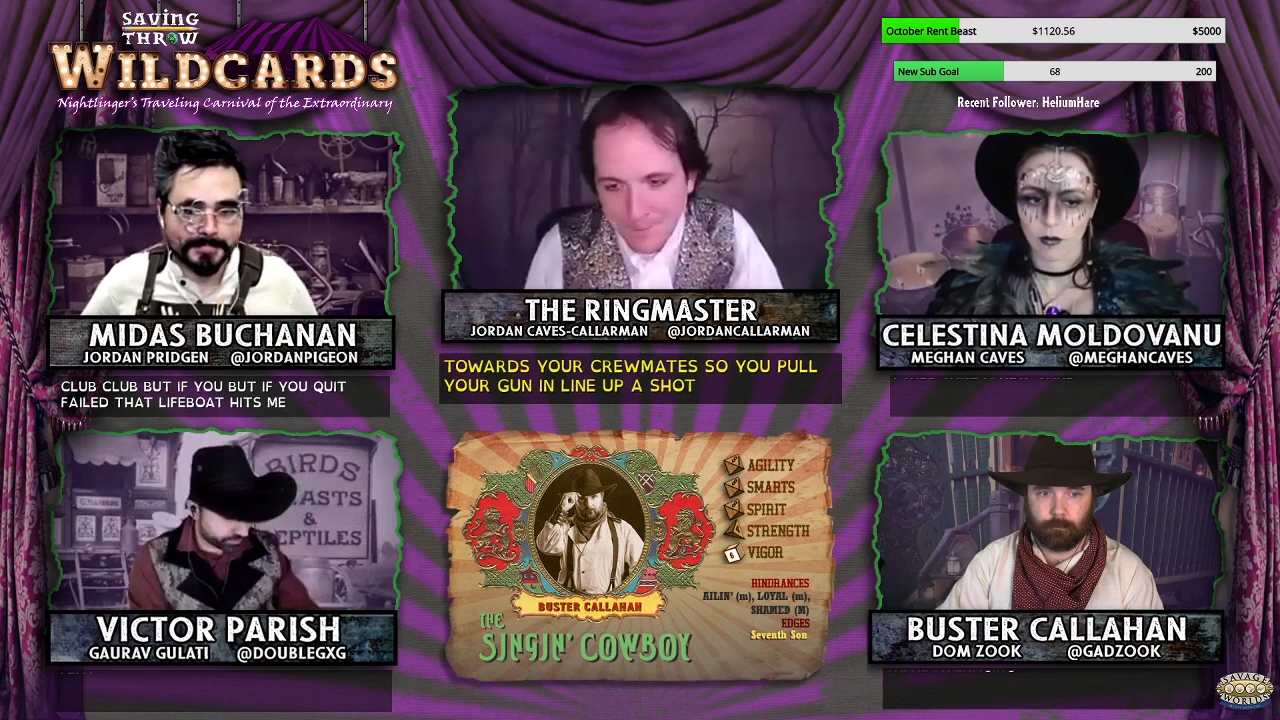 SAVING
THROW
WILDCARDS
Nightlinger's Traveling Carnival of the Extraordinary
October Rent Beast $1120.56 $5000
New Sub Goal 68 200
Recent Follower: HeliumHare
MIDAS BUCHANAN
JORDAN PRIDGEN @JORDANPIGEON
CLUB CLUB BUT IF YOU BUT IF YOU QUIT
FAILED THAT LIFEBOAT HITS ME
THE RINGMASTER
JORDAN CAVES-CALLARMAN @JORDANCALLARMAN
TOWARDS YOUR CREWMATES SO YOU PULL
YOUR GUN IN LINE UP A SHOT
CELESTINA MOLDOVANU
MEGHAN CAVES @MEGHANCAVES
BIRDS
&
VICTOR PARISH
GAURAV GULATI @DOUBLEGXG
AGILITY
SMARTS
SPIRIT
STRENGTH
6 VIGOR
HINDRANCES
AILIN' (m), LOYAL (m),
SHAMED (M)
EDGES
Seventh Son
BUSTER CALLAHAN
THE
SINGIN' COWBOY
BUSTER CALLAHAN
DOM ZOOK @GADZOOK
SAVAGE
WORLDS